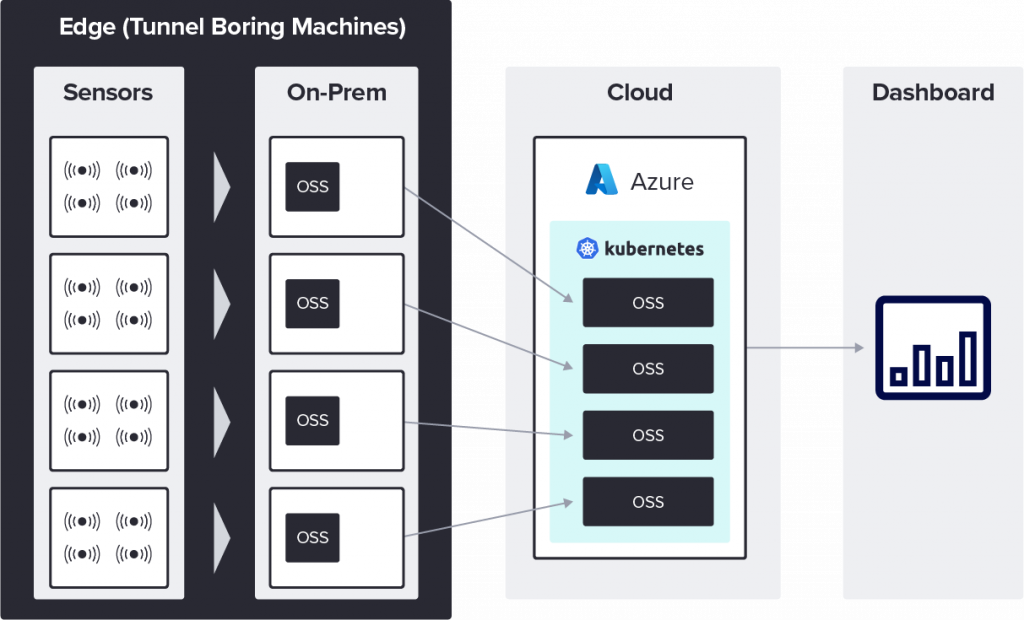 Edge (Tunnel Boring Machines)
Sensors
On-Prem
Cloud
Dashboard
OSS
OSS
OSS
OSS
Azure
kubernetes
OSS
OSS
OSS
OSS